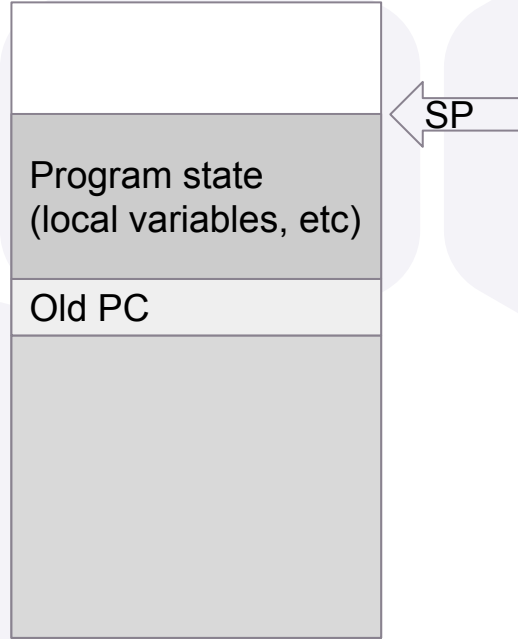 SP
Program state
(local variables, etc)
Old PC